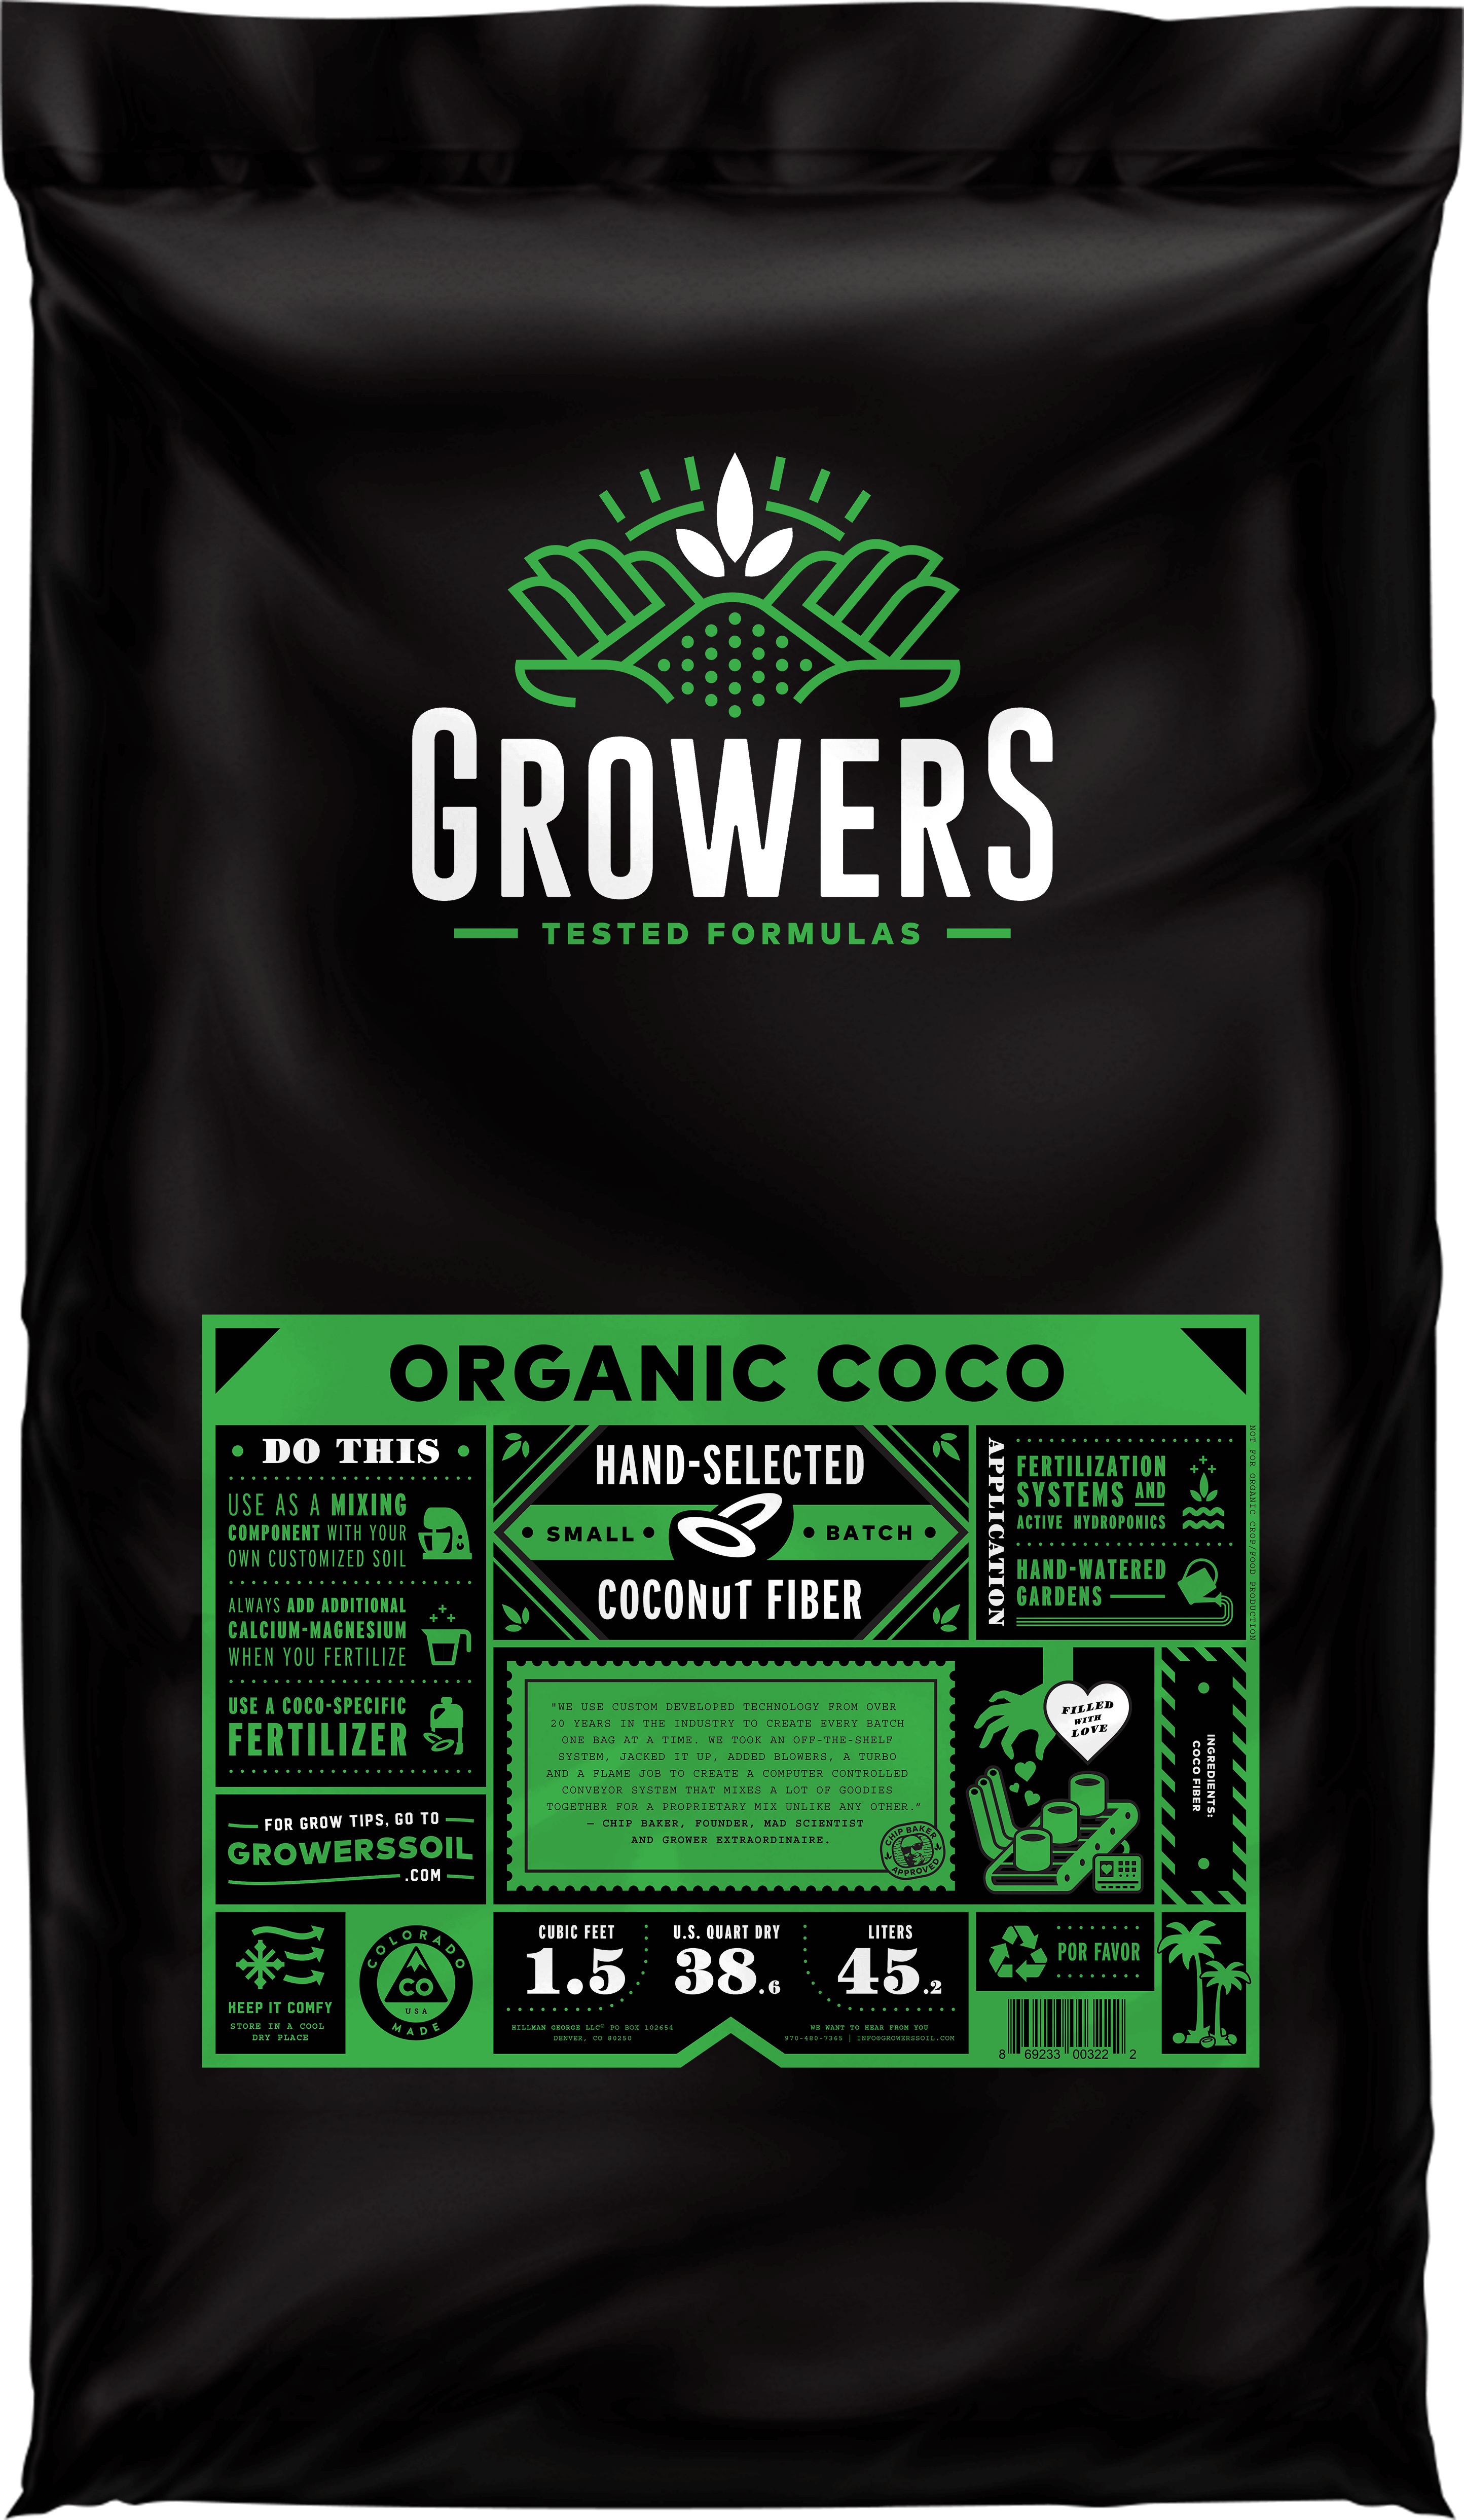 GROWERS
TESTED FORMULAS
ORGANIC COCO
DO THIS
USE AS A MIXING
COMPONENT WITH YOUR
OWN CUSTOMIZED SOIL
ALWAYS ADD ADDITIONAL
CALCIUM-MAGNESIUM
WHEN YOU FERTILIZE
USE A COCO-SPECIFIC
FERTILIZER
FOR GROW TIPS, GO TO
GROWERSSOIL
.COM
HAND-SELECTED
SMALL BATCH
COCONUT FIBER
APPLICATION
FERTILIZATION
SYSTEMS AND
ACTIVE HYDROPONICS
HAND-WATERED
GARDENS
NOT FOR ORGANIC CROP/FOOD PRODUCTION
"WE USE CUSTOM DEVELOPED TECHNOLOGY FROM OVER
20 YEARS IN THE INDUSTRY TO CREATE EVERY BATCH
ONE BAG AT A TIME. WE TOOK AN OFF-THE-SHELF
SYSTEM, JACKED IT UP, ADDED BLOWERS, A TURBO
AND A FLAME JOB TO CREATE A COMPUTER CONTROLLED
CONVEYOR SYSTEM THAT MIXES A LOT OF GOODIES
TOGETHER FOR A PROPRIETARY MIX UNLIKE ANY OTHER."
— CHIP BAKER, FOUNDER, MAD SCIENTIST
AND GROWER EXTRAORDINAIRE.
CHIP BAKER
APPROVED
FILLED
WITH
LOVE
INGREDIENTS:
COCO FIBER
KEEP IT COMFY
STORE IN A COOL
DRY PLACE
COLORADO
CO
USA
MADE
CUBIC FEET
1.5
U.S. QUART DRY
38.6
LITERS
45.2
HILLMAN GEORGE LLC© PO BOX 102654
DENVER, CO 80250
WE WANT TO HEAR FROM YOU
970-480-7365 | INFO@GROWERSSOIL.COM
POR FAVOR
8 69233 00322 2